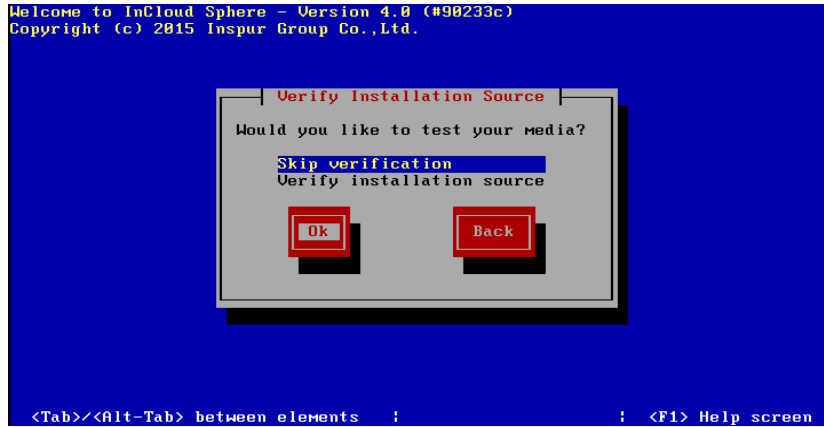 Welcome to InCloud Sphere - Version 4.0 (#90233c)
Copyright (c) 2015 Inspur Group Co.,Ltd.
Verify Installation Source
Would you like to test your media?
Skip verification
Verify installation source
Ok Back
<Tab>/<Alt-Tab> between elements ¦ ¦ <F1> Help screen